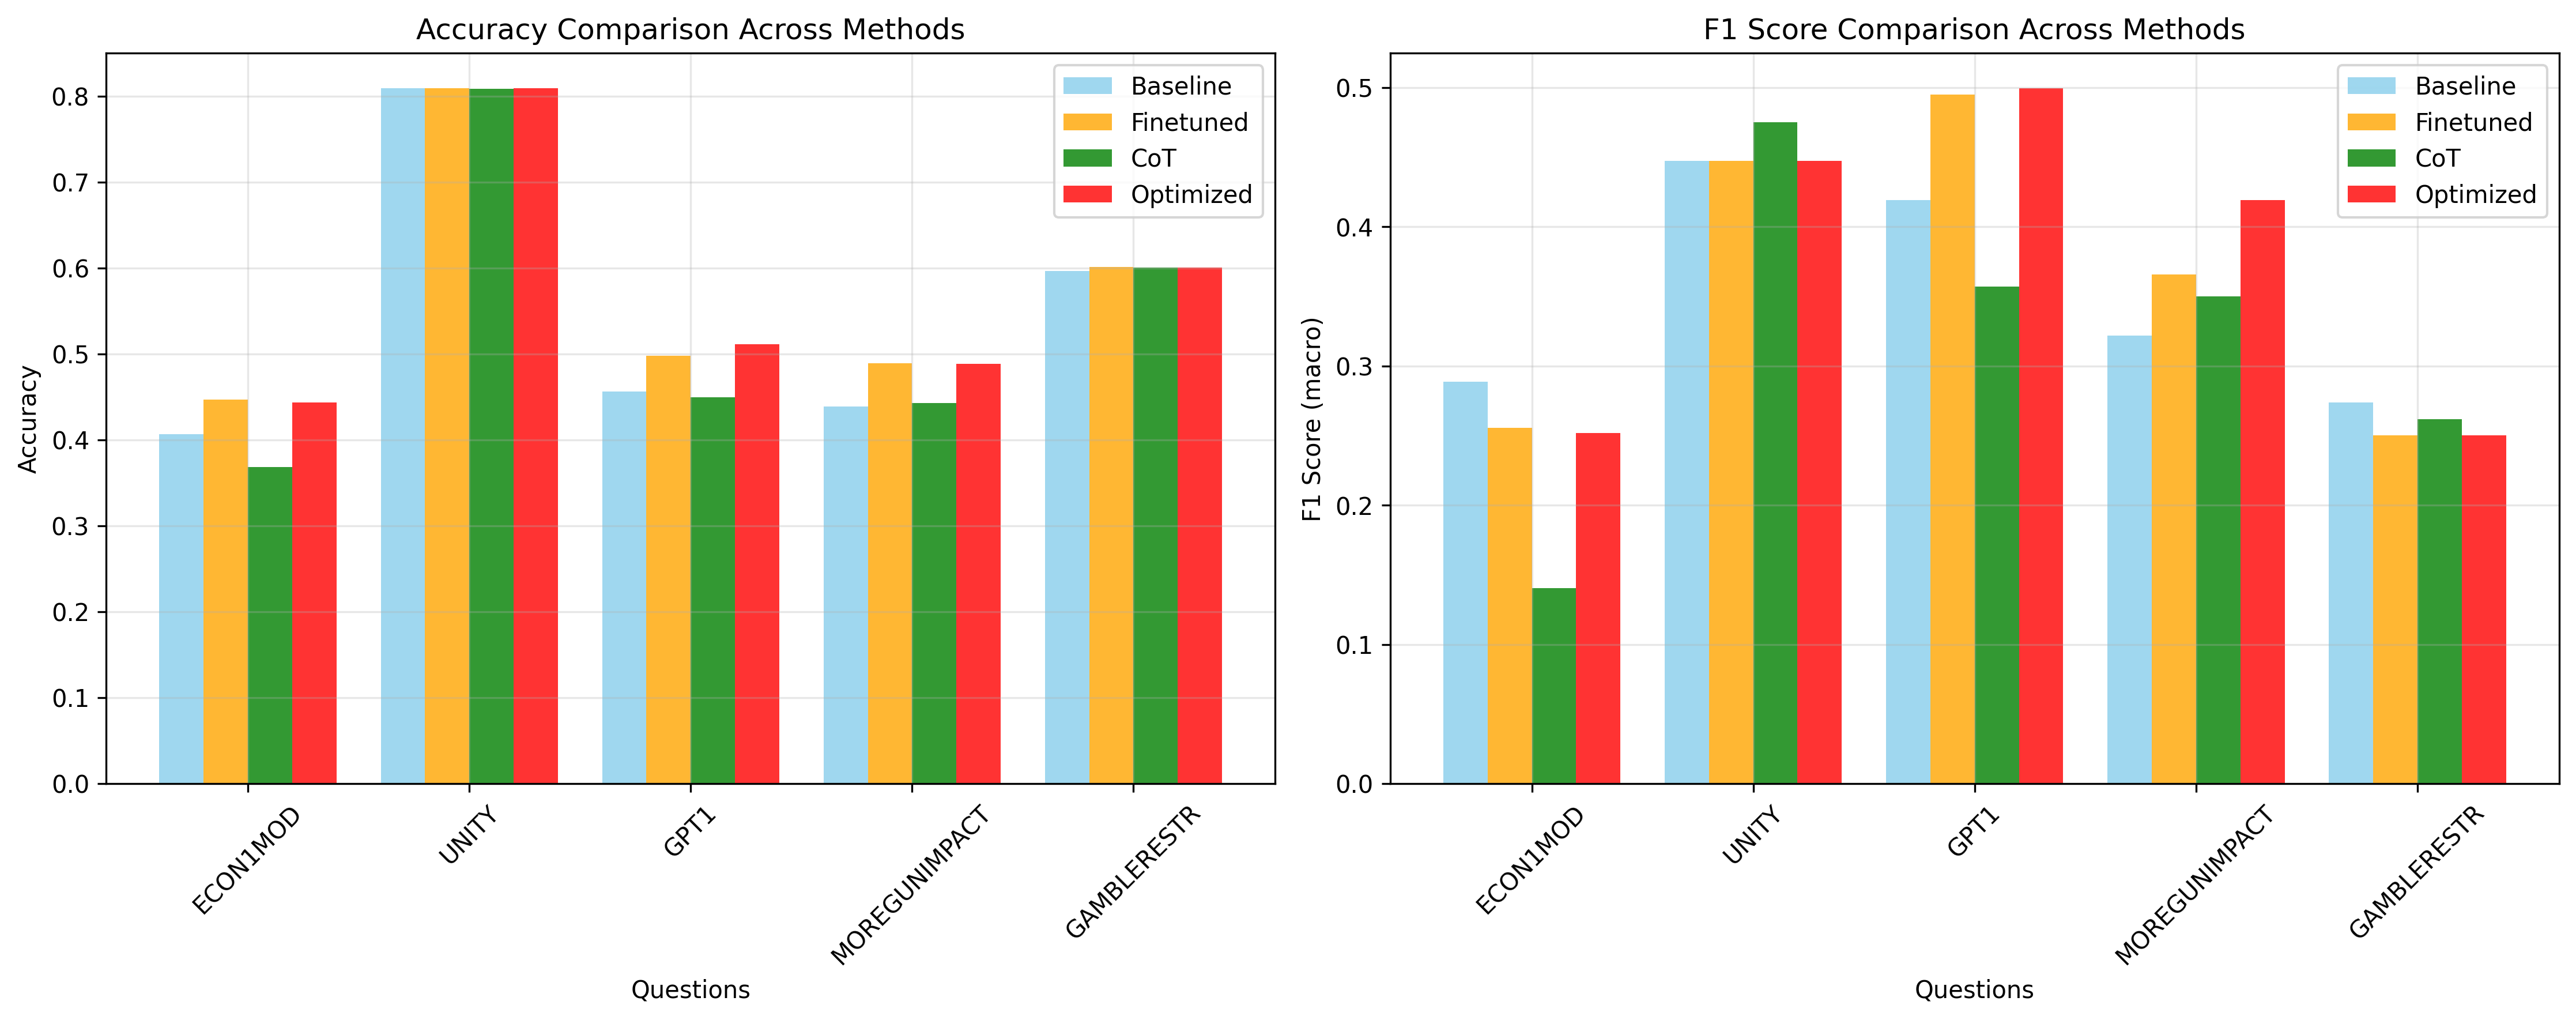 Accuracy Comparison Across Methods
Accuracy
0.8
0.7
0.6
0.5
0.4
0.3
0.2
0.1
0.0
Baseline
Finetuned
CoT
Optimized
ECON1MOD
UNITY
GPT1
MOREGUNIMPACT
GAMBLERESTR
Questions
F1 Score Comparison Across Methods
F1 Score (macro)
0.5
0.4
0.3
0.2
0.1
0.0
Baseline
Finetuned
CoT
Optimized
ECON1MOD
UNITY
GPT1
MOREGUNIMPACT
GAMBLERESTR
Questions